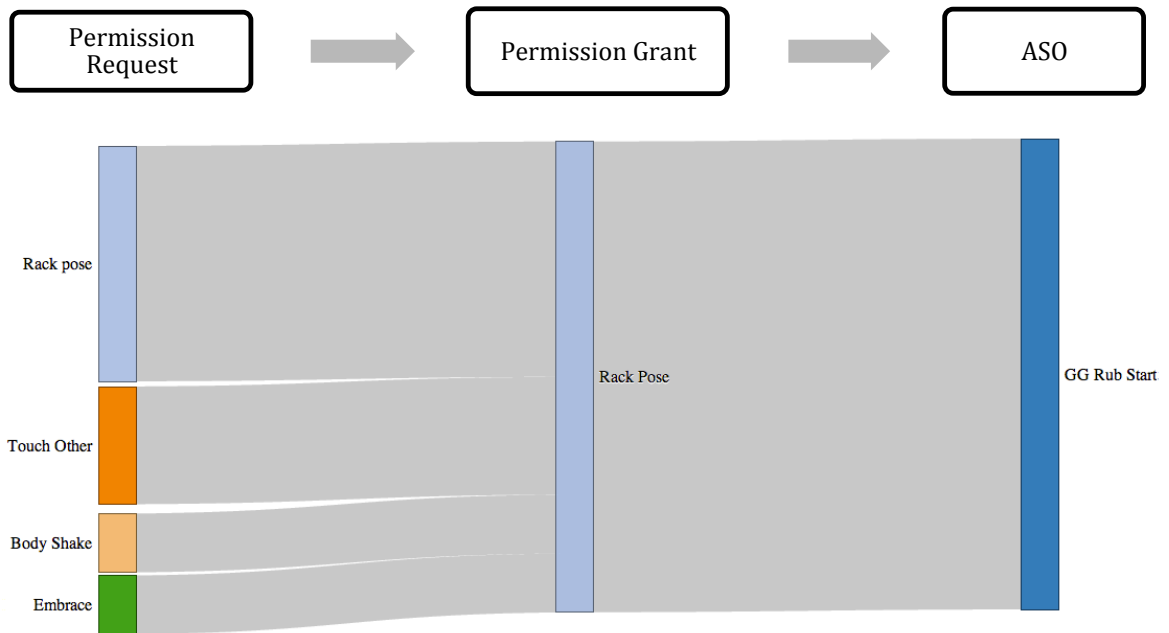 Permission
Request
Permission Grant
ASO
Rack pose
Touch Other
Body Shake
Embrace
Rack Pose
GG Rub Start